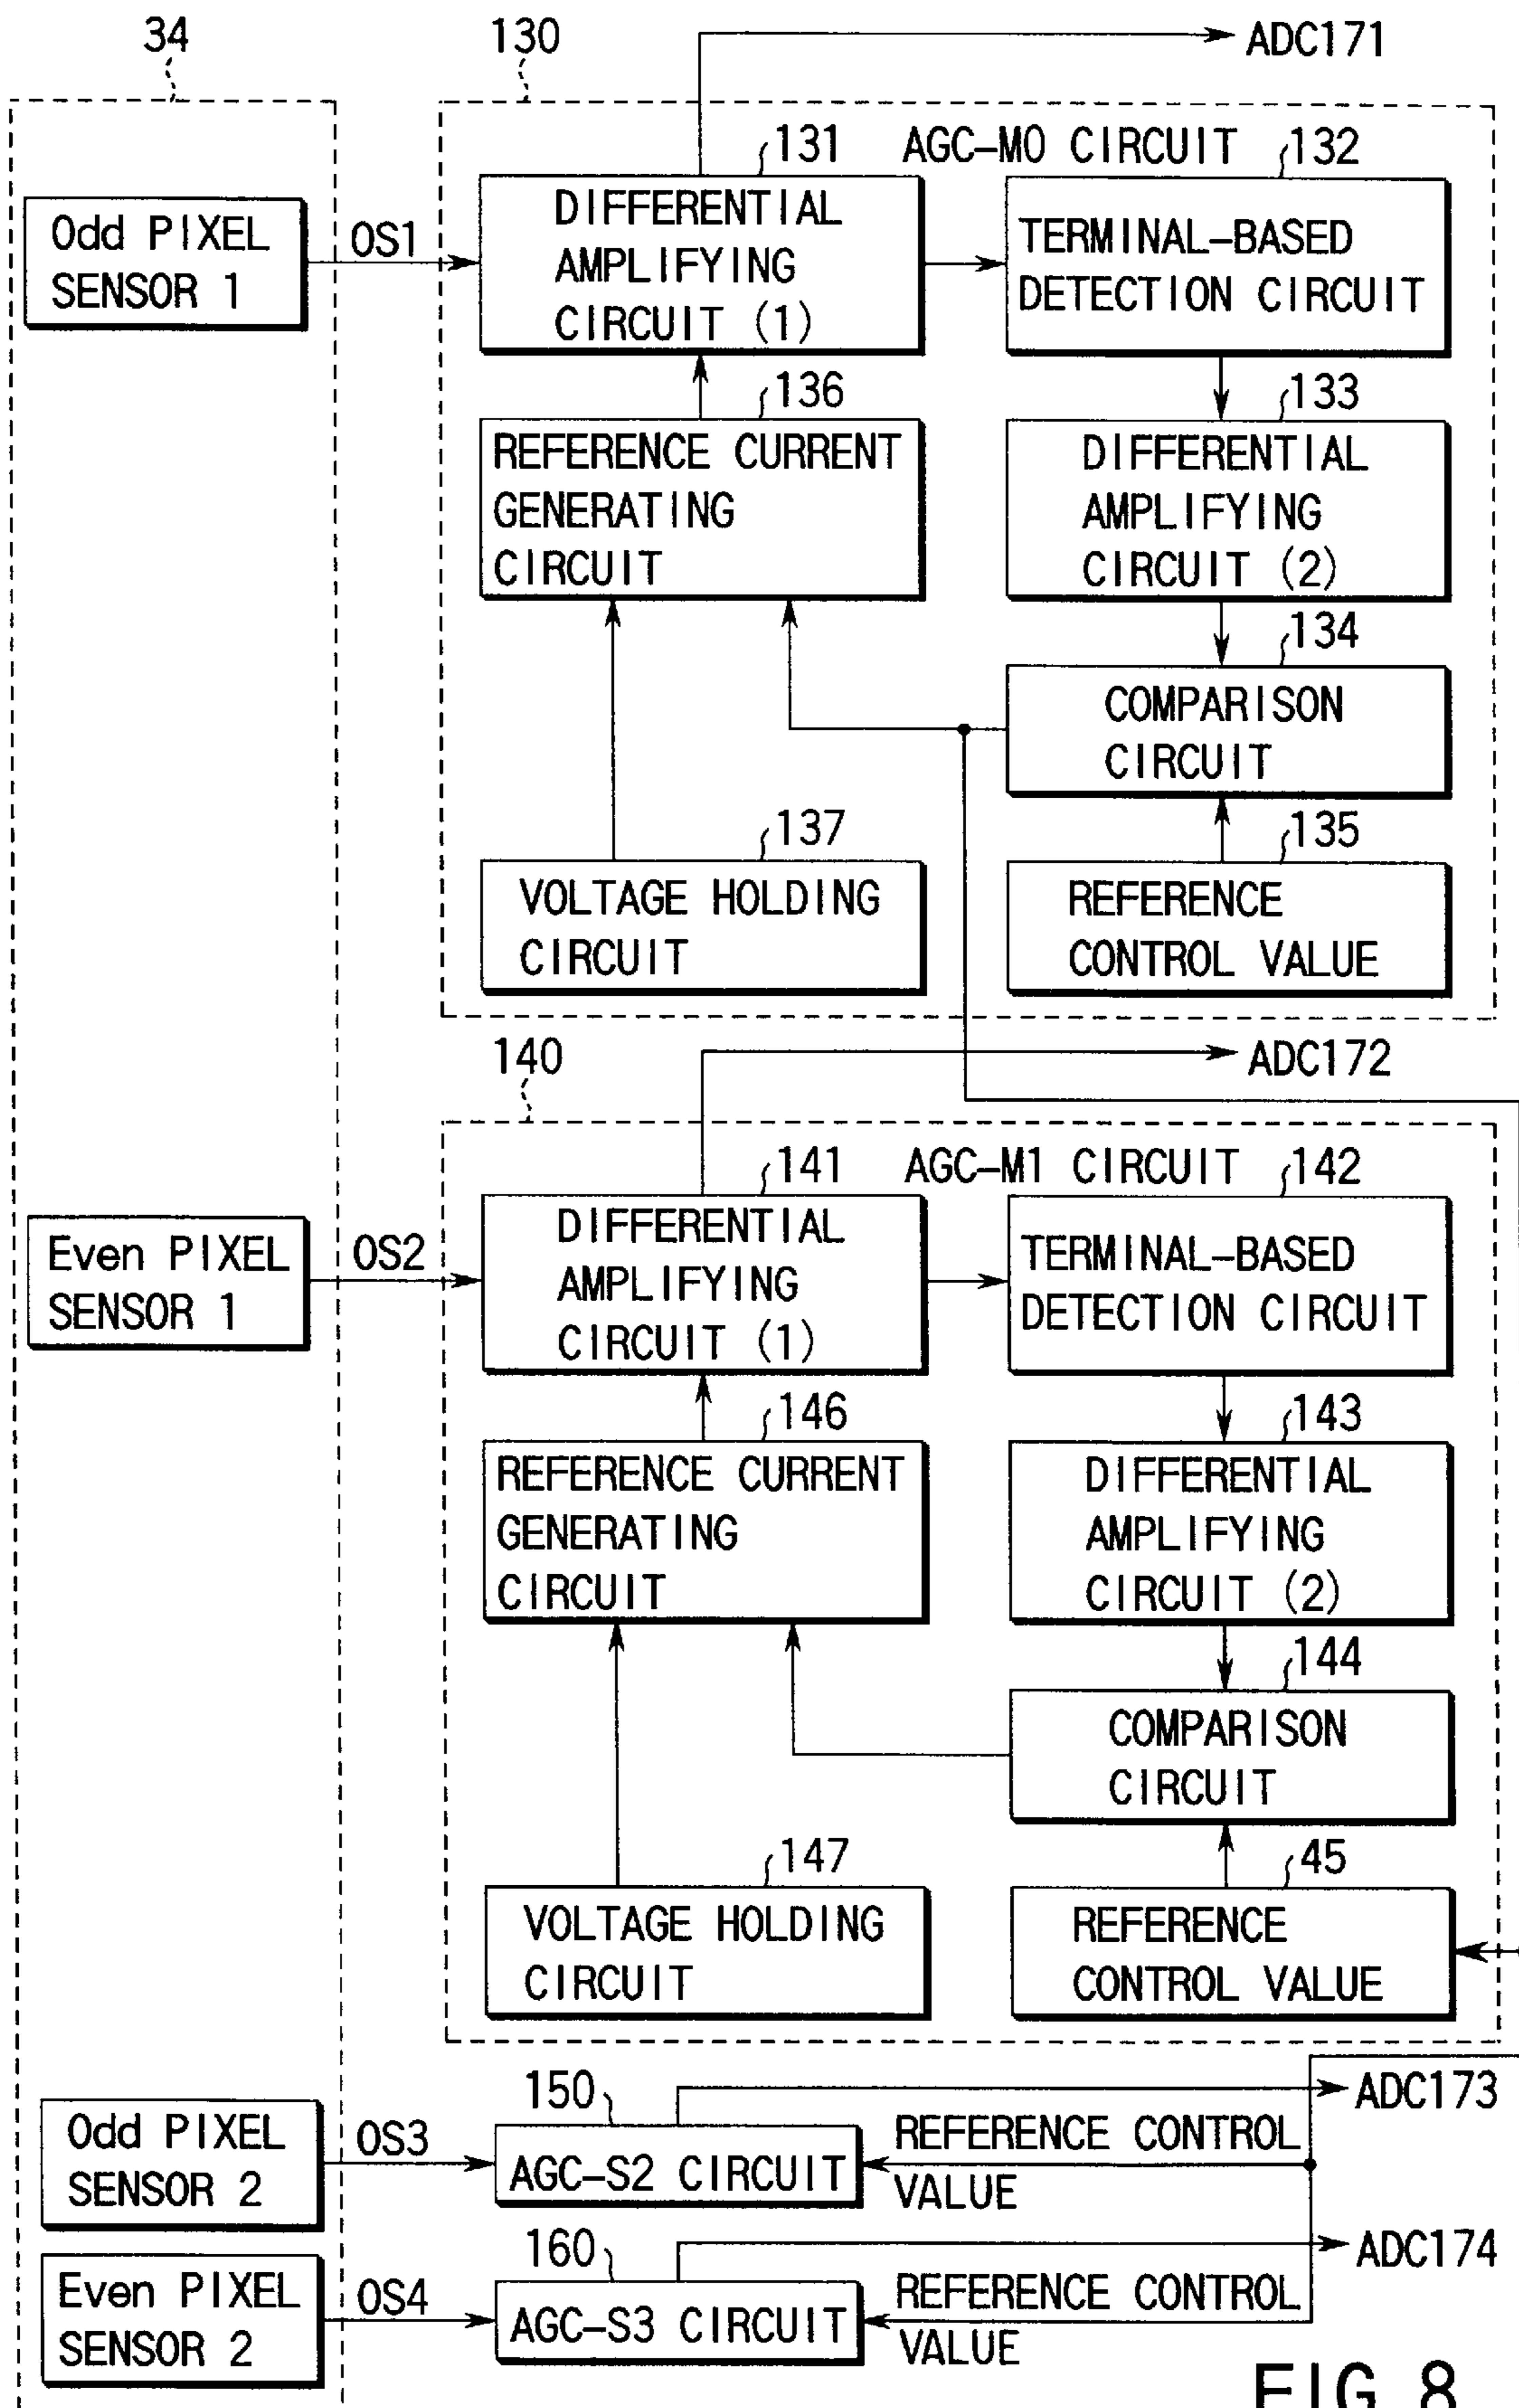 34
130
ADC171
131
AGC-M0 CIRCUIT
132
Odd PIXEL
SENSOR 1
OS1
DIFFERENTIAL
AMPLIFYING
CIRCUIT (1)
TERMINAL-BASED
DETECTION CIRCUIT
136
133
REFERENCE CURRENT
GENERATING
CIRCUIT
DIFFERENTIAL
AMPLIFYING
CIRCUIT (2)
134
COMPARISON
CIRCUIT
137
135
VOLTAGE HOLDING
CIRCUIT
REFERENCE
CONTROL VALUE
140
ADC172
141
AGC-M1 CIRCUIT
142
Even PIXEL
SENSOR 1
OS2
DIFFERENTIAL
AMPLIFYING
CIRCUIT (1)
TERMINAL-BASED
DETECTION CIRCUIT
146
143
REFERENCE CURRENT
GENERATING
CIRCUIT
DIFFERENTIAL
AMPLIFYING
CIRCUIT (2)
144
COMPARISON
CIRCUIT
147
45
VOLTAGE HOLDING
CIRCUIT
REFERENCE
CONTROL VALUE
150
ADC173
Odd PIXEL
SENSOR 2
OS3
AGC-S2 CIRCUIT
REFERENCE CONTROL
VALUE
160
ADC174
Even PIXEL
SENSOR 2
OS4
AGC-S3 CIRCUIT
REFERENCE CONTROL
VALUE
FIG. 8